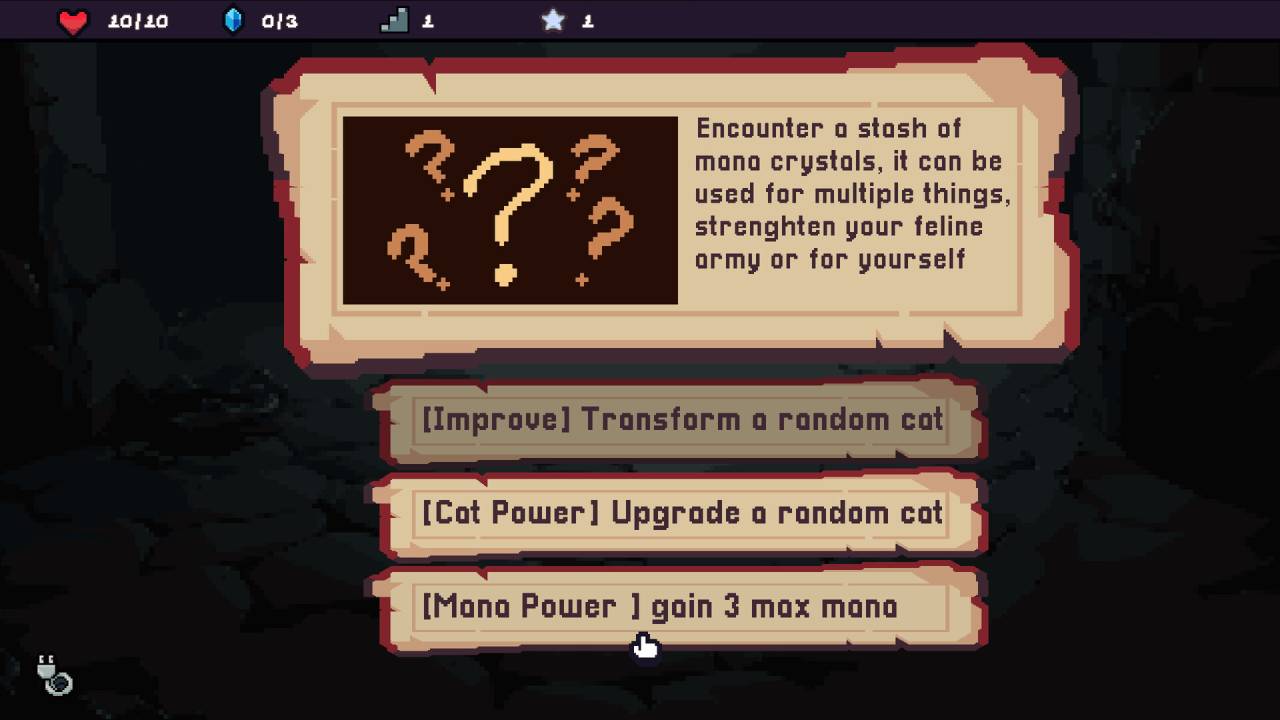 10/10 0/3 1 1
Encounter a stash of
mana crystals, it can be
used for multiple things,
strenghten your feline
army or for yourself
[Improve] Transform a random cat
[Cat Power] Upgrade a random cat
[Mana Power ] gain 3 max mana